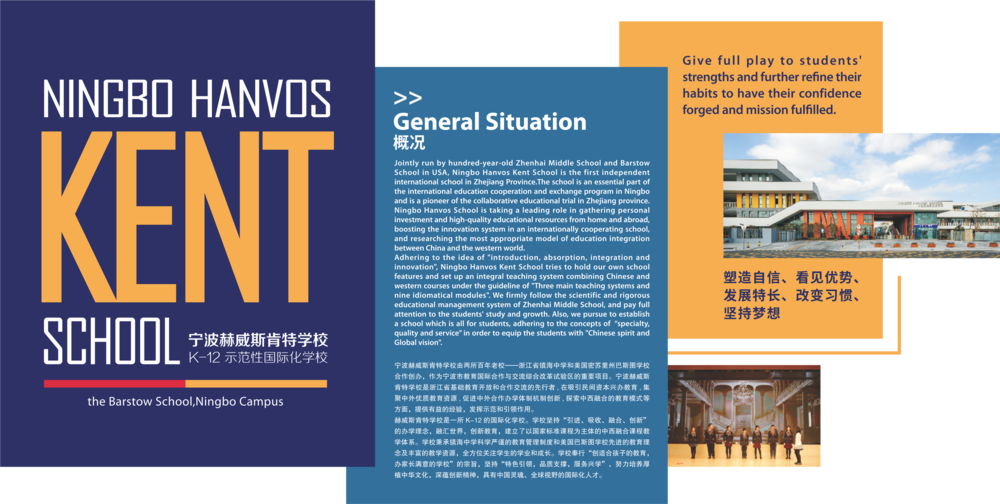 NINGBO HANVOS
KENT
SCHOOL
宁波赫威斯肯特学校
K-12 示范性国际化学校
the Barstow School,Ningbo Campus
>>
General Situation
概况
Jointly run by hundred-year-old Zhenhai Middle School and Barstow
School in USA, Ningbo Hanvos Kent School is the first independent
international school in Zhejiang Province.The school is an essential part of
the international education cooperation and exchange program in Ningbo
and is a pioneer of the collaborative educational trial in Zhejiang province.
Ningbo Hanvos School is taking a leading role in gathering personal
investment and high-quality educational resources from home and abroad,
boosting the innovation system in an internationally cooperating school,
and researching the most appropriate model of education integration
between China and the western world.
Adhering to the idea of "introduction, absorption, integration and
innovation", Ningbo Hanvos Kent School tries to hold our own school
features and set up an integral teaching system combining Chinese and
western courses under the guideline of "Three main teaching systems and
nine idiomatical modules". We firmly follow the scientific and rigorous
educational management system of Zhenhai Middle School, and pay full
attention to the students' study and growth. Also, we pursue to establish
a school which is all for students, adhering to the concepts of "specialty,
quality and service" in order to equip the students with "Chinese spirit and
Global vision".
宁波赫威斯肯特学校由两所百年老校——浙江省镇海中学和美国密苏里州巴斯图学校
合作创办，作为宁波市教育国际合作与交流综合改革试验区的重要项目，宁波赫威斯
肯特学校是浙江省基础教育开放和合作交流的先行者，在吸引民间资本兴办教育，集
聚中外优质教育资源，促进中外合作办学体制机制创新，探索中西融合的教育模式等
方面，提供有益的经验，发挥示范和引领作用。
赫威斯肯特学校是一所 K-12 的国际化学校。学校坚持“引进、吸收、融合、创新”
的办学理念，融汇世界，创新教育，建立了以国家标准课程为主体的中西融合课程教
学体系。学校秉承镇海中学科学严谨的教育管理制度和美国巴斯图学校先进的教育理
念及丰富的教学资源，全方位关注学生的学业和成长。学校奉行“创适合孩子的教育，
办家长满意的学校”的宗旨，坚持“特色引领，品质支撑，服务兴学”，努力培养厚
植中华文化，深蕴创新精神，具有中国灵魂、全球视野的国际化人才。
Give full play to students'
strengths and further refine their
habits to have their confidence
forged and mission fulfilled.
塑造自信、看见优势、
发展特长、改变习惯、
坚持梦想